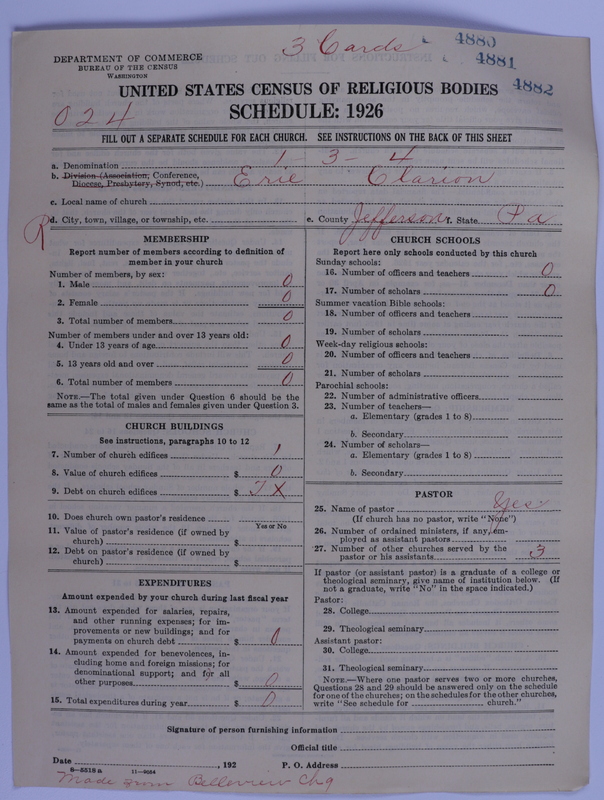 3 Cards 4880
4881
4882
DEPARTMENT OF COMMERCE
BUREAU OF THE CENSUS
WASHINGTON
UNITED STATES CENSUS OF RELIGIOUS BODIES
024
SCHEDULE: 1926
FILL OUT A SEPARATE SCHEDULE FOR EACH CHURCH. SEE INSTRUCTIONS ON THE BACK OF THIS SHEET
a. Denomination 1 - 3 - 4
b. Division (Association, Conference,
Diocese, Presbytery, Synod, etc.) Erie Clarion
c. Local name of church
R d. City, town, village, or township, etc. e. County Jefferson f. State Pa
MEMBERSHIP
Report number of members according to definition of
member in your church
Number of members, by sex:
1. Male 0
2. Female 0
3. Total number of members 0
Number of members under and over 13 years old:
4. Under 13 years of age 0
5. 13 years old and over 0
6. Total number of members 0
NOTE.—The total given under Question 6 should be the
same as the total of males and females given under Question 3.
CHURCH BUILDINGS
See instructions, paragraphs 10 to 12
7. Number of church edifices 1
8. Value of church edifices $ 0
9. Debt on church edifices $ X
10. Does church own pastor's residence
Yes or No
11. Value of pastor's residence (if owned by
church) $
12. Debt on pastor's residence (if owned by
church) $
EXPENDITURES
Amount expended by your church during last fiscal year
13. Amount expended for salaries, repairs,
and other running expenses; for im-
provements or new buildings; and for
payments on church debt $ 0
14. Amount expended for benevolences, in-
cluding home and foreign missions; for
denominational support; and for all
other purposes $ 0
15. Total expenditures during year $ 0
CHURCH SCHOOLS
Report here only schools conducted by this church
Sunday schools:
16. Number of officers and teachers 0
17. Number of scholars 0
Summer vacation Bible schools:
18. Number of officers and teachers
19. Number of scholars
Week-day religious schools:
20. Number of officers and teachers
21. Number of scholars
Parochial schools:
22. Number of administrative officers
23. Number of teachers—
a. Elementary (grades 1 to 8)
b. Secondary
24. Number of scholars—
a. Elementary (grades 1 to 8)
b. Secondary
PASTOR
25. Name of pastor Yes
(If church has no pastor, write "None")
26. Number of ordained ministers, if any, em-
ployed as assistant pastors
27. Number of other churches served by the
pastor or his assistants 3
If pastor (or assistant pastor) is a graduate of a college or
theological seminary, give name of institution below. (If
not a graduate, write "No" in the space indicated.)
Pastor:
28. College
29. Theological seminary
Assistant pastor:
30. College
31. Theological seminary
NOTE.—Where one pastor serves two or more churches,
Questions 28 and 29 should be answered only on the schedule
for one of the churches; on the schedules for the other churches,
write "See schedule for church."
Signature of person furnishing information
Official title
Date , 192 P. O. Address
8-5518a 11-9084
Made from Belleview Chg